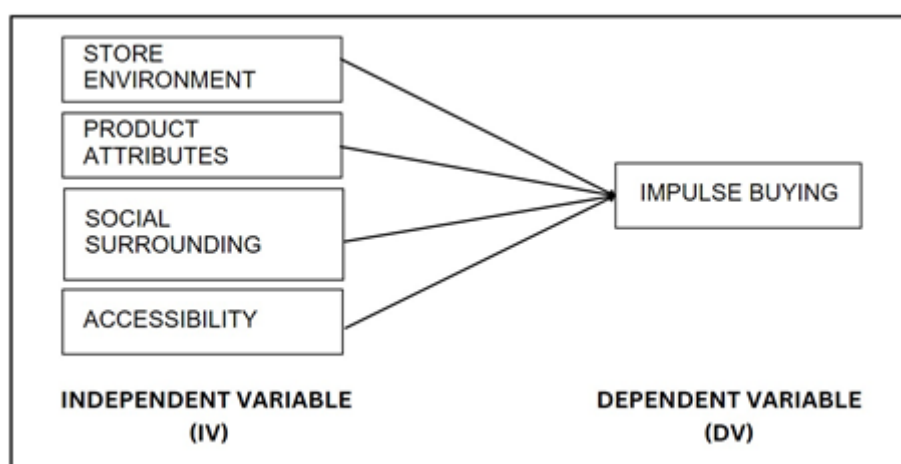 STORE
ENVIRONMENT
PRODUCT
ATTRIBUTES
SOCIAL
SURROUNDING
ACCESSIBILITY
IMPULSE BUYING
INDEPENDENT VARIABLE
(IV)
DEPENDENT VARIABLE
(DV)